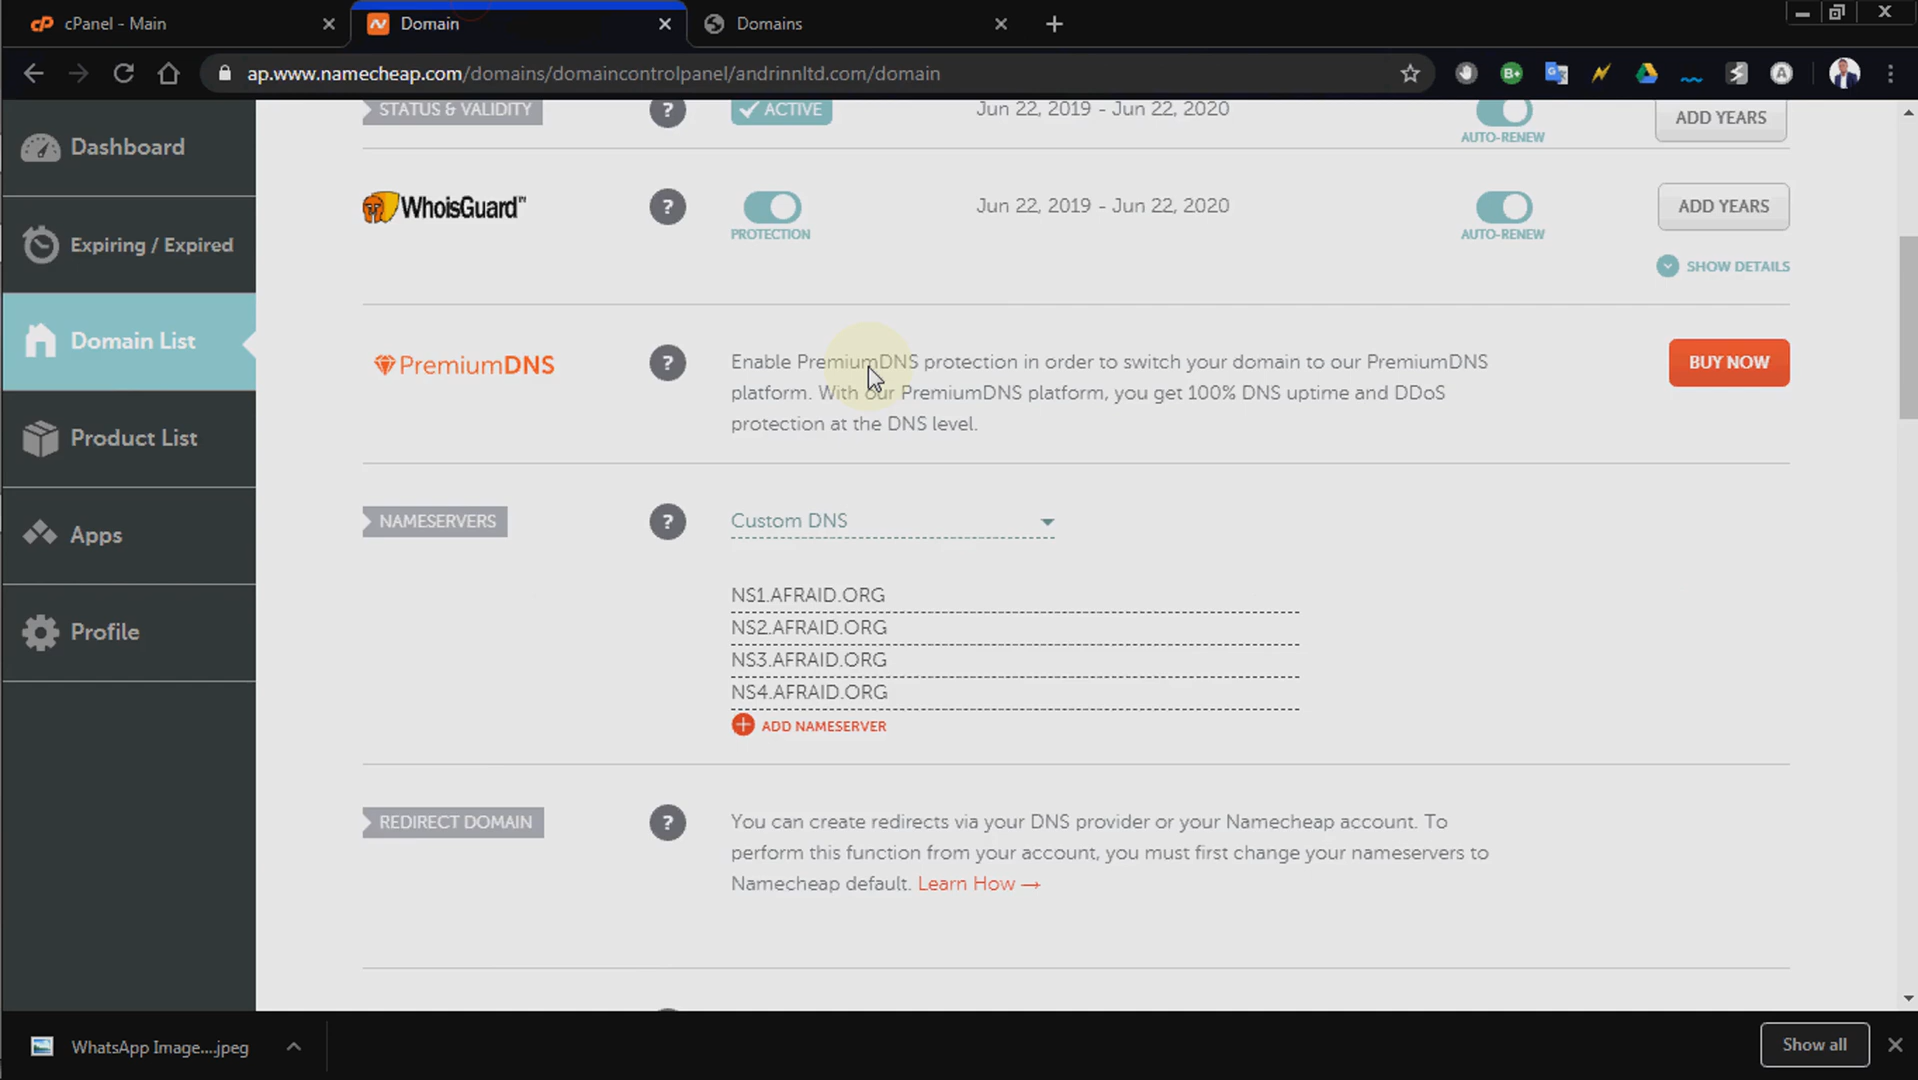 cPanel - Main
Domain
Domains
ap.www.namecheap.com/domains/domaincontrolpanel/andrinnltd.com/domain
Dashboard
Expiring / Expired
Domain List
Product List
Apps
Profile
STATUS & VALIDITY
?
ACTIVE
Jun 22, 2019 - Jun 22, 2020
AUTO-RENEW
ADD YEARS
WhoisGuard™
?
PROTECTION
Jun 22, 2019 - Jun 22, 2020
AUTO-RENEW
ADD YEARS
SHOW DETAILS
PremiumDNS
?
Enable PremiumDNS protection in order to switch your domain to our PremiumDNS
platform. With our PremiumDNS platform, you get 100% DNS uptime and DDoS
protection at the DNS level.
BUY NOW
NAMESERVERS
?
Custom DNS
NS1.AFRAID.ORG
NS2.AFRAID.ORG
NS3.AFRAID.ORG
NS4.AFRAID.ORG
ADD NAMESERVER
REDIRECT DOMAIN
?
You can create redirects via your DNS provider or your Namecheap account. To
perform this function from your account, you must first change your nameservers to
Namecheap default. Learn How →
WhatsApp Image....jpeg
Show all